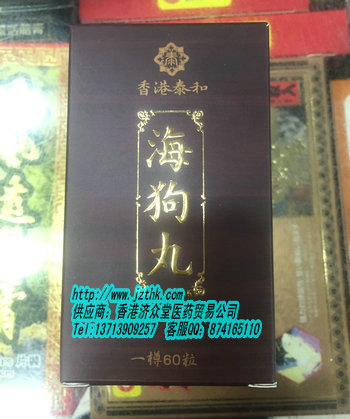 香港泰和
海狗丸
http://www.jzthk.com/
供应商:香港济众堂医药贸易公司
Tel:13713909257 客服QQ:874165110
一樽60粒